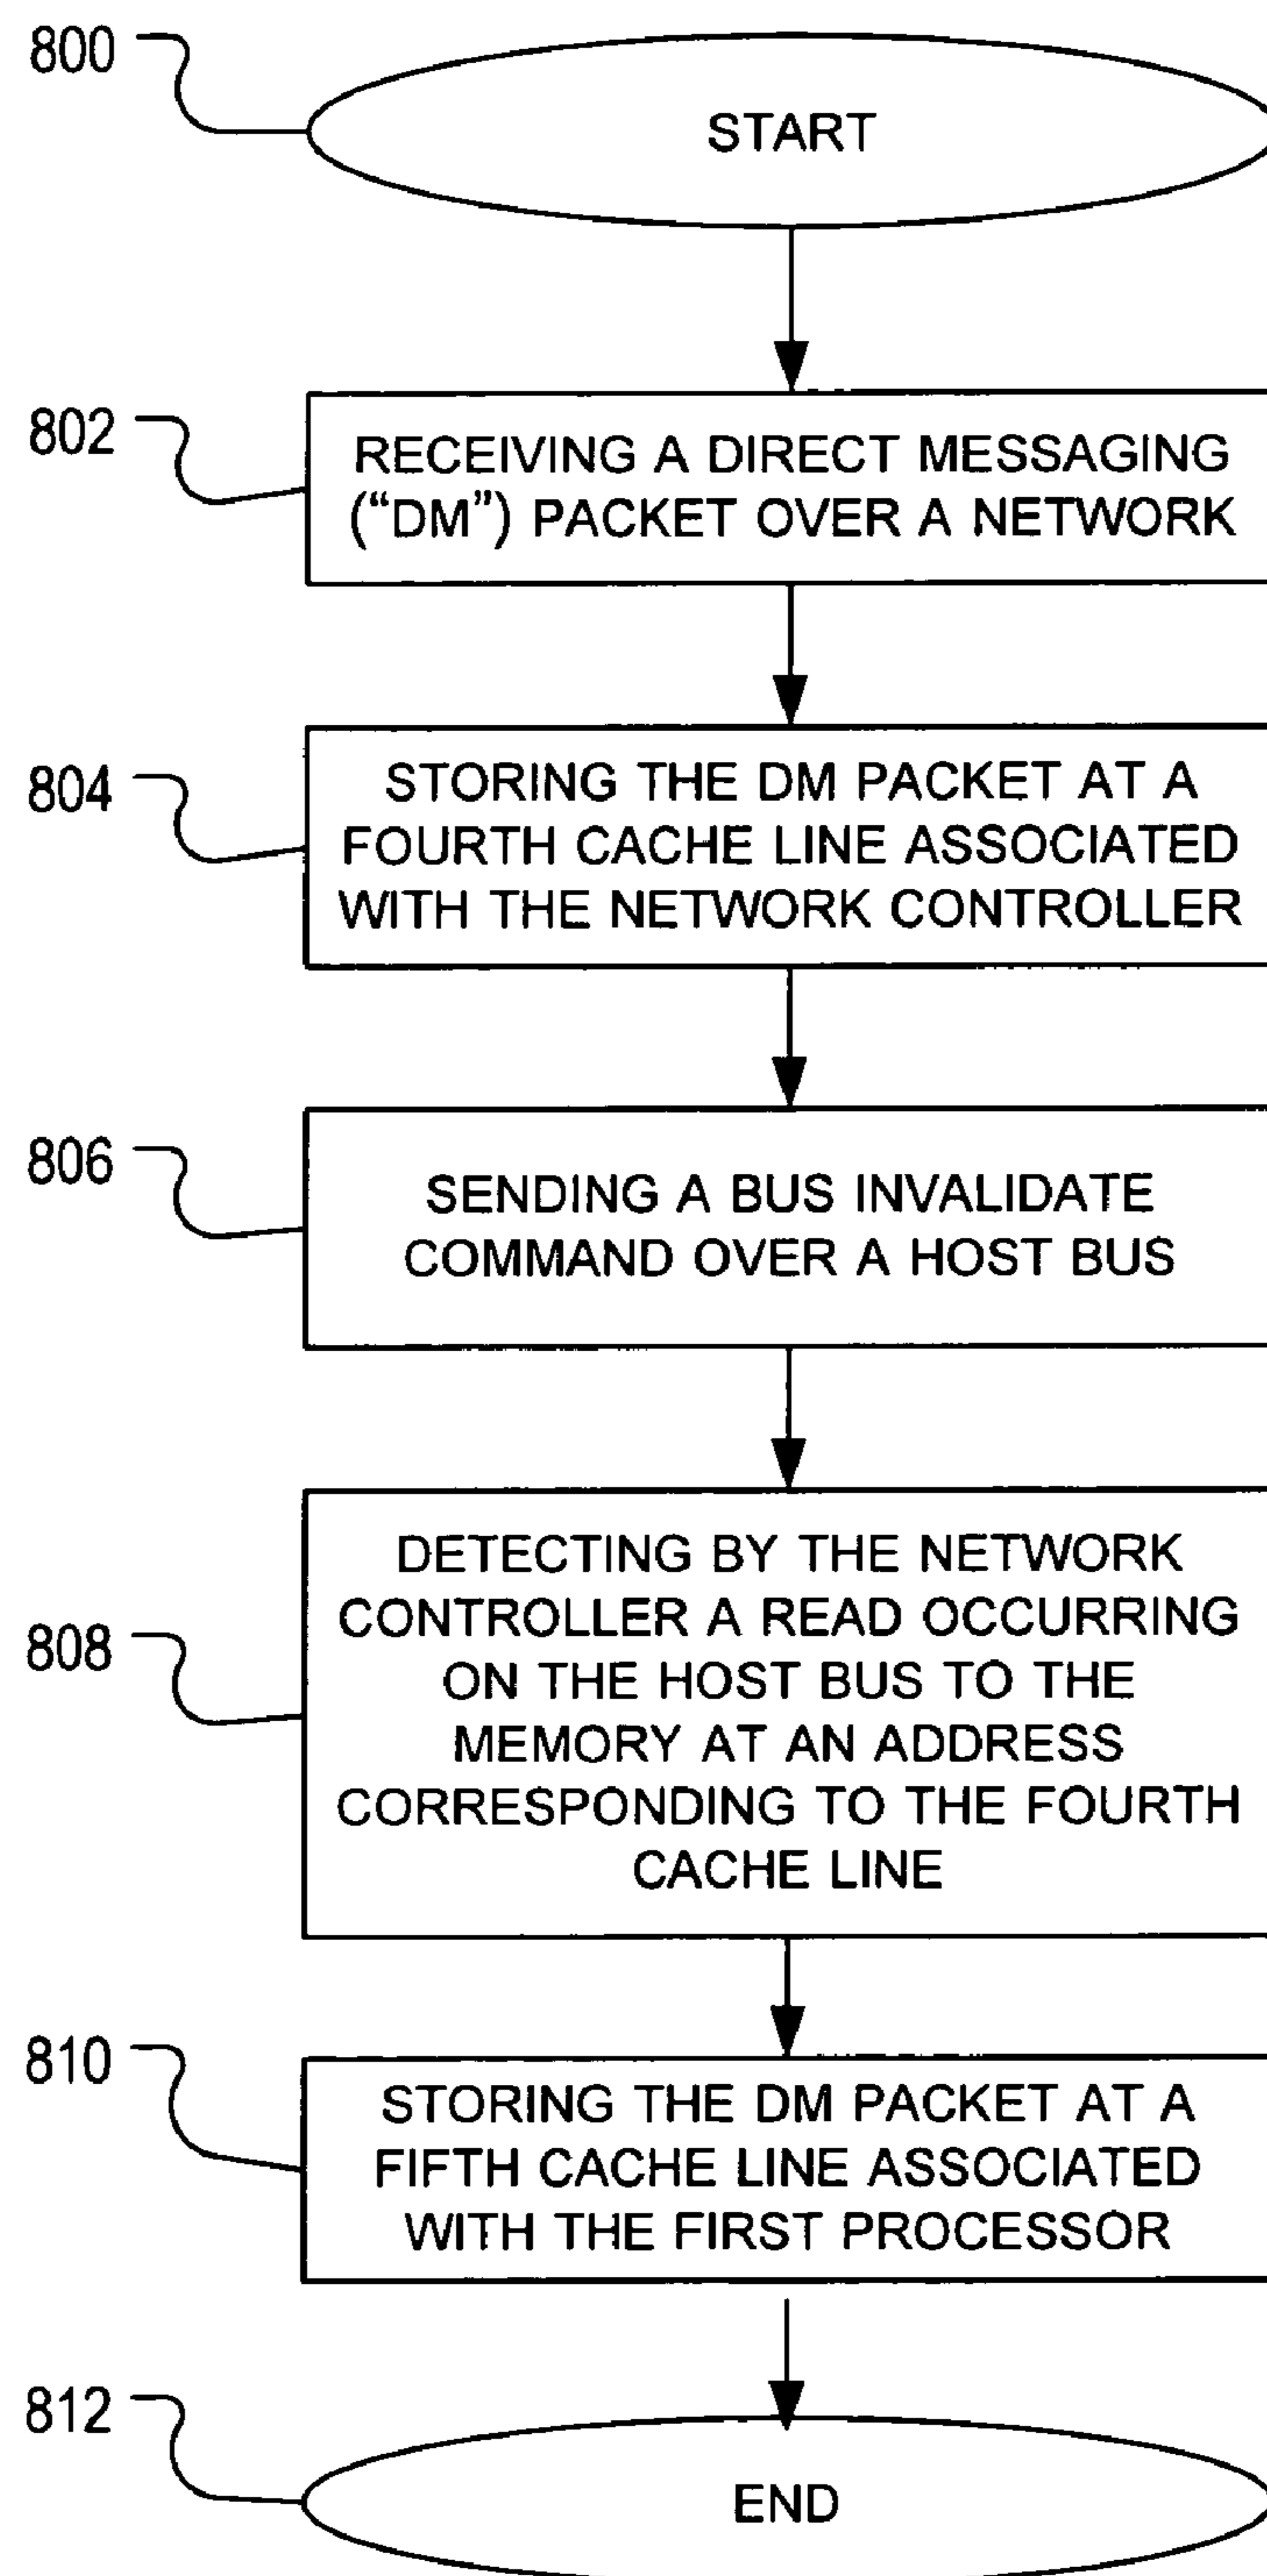 800
START
802
RECEIVING A DIRECT MESSAGING
("DM") PACKET OVER A NETWORK
804
STORING THE DM PACKET AT A
FOURTH CACHE LINE ASSOCIATED
WITH THE NETWORK CONTROLLER
806
SENDING A BUS INVALIDATE
COMMAND OVER A HOST BUS
808
DETECTING BY THE NETWORK
CONTROLLER A READ OCCURRING
ON THE HOST BUS TO THE
MEMORY AT AN ADDRESS
CORRESPONDING TO THE FOURTH
CACHE LINE
810
STORING THE DM PACKET AT A
FIFTH CACHE LINE ASSOCIATED
WITH THE FIRST PROCESSOR
812
END